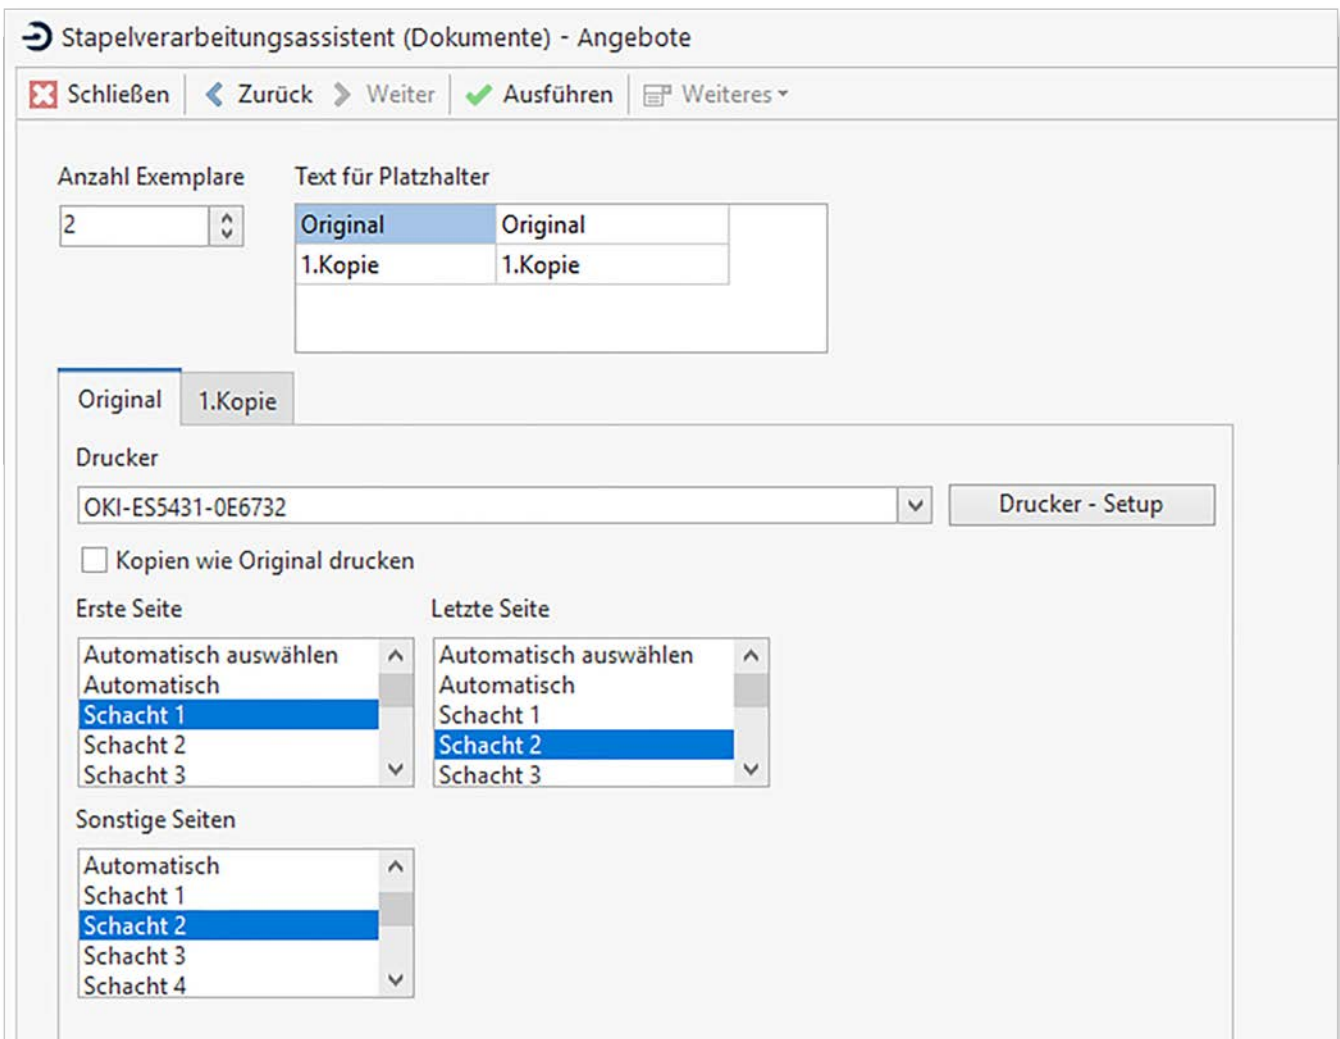 Stapelverarbeitungsassistent (Dokumente) - Angebote
Schließen Zurück Weiter Ausführen Weiteres
Anzahl Exemplare Text für Platzhalter
2 Original Original
1.Kopie 1.Kopie
Original 1.Kopie
Drucker
OKI-ES5431-0E6732 Drucker - Setup
Kopien wie Original drucken
Erste Seite Letzte Seite
Automatisch auswählen Automatisch auswählen
Automatisch Automatisch
Schacht 1 Schacht 1
Schacht 2 Schacht 2
Schacht 3 Schacht 3
Sonstige Seiten
Automatisch
Schacht 1
Schacht 2
Schacht 3
Schacht 4